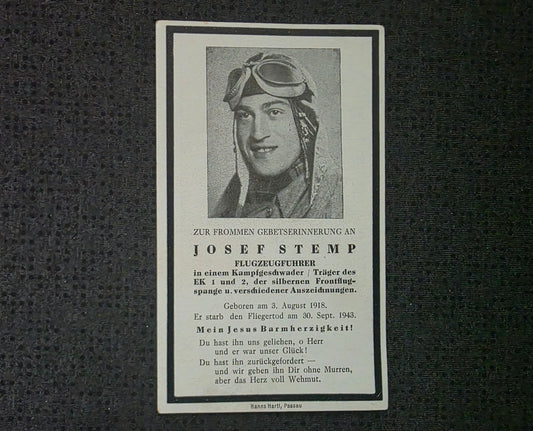 ZUR FROMMEN GEBETSERINNERUNG AN
JOSEF STEMP
FLUGZEUGFÜHRER
in einem Kampfgeschwader / Träger des
EK 1 und 2, der silbernen Frontflug-
spange u. verschiedener Auszeichnungen.
Geboren am 3. August 1918.
Er starb den Fliegertod am 30. Sept. 1943.
Mein Jesus Barmherzigkeit!
Du hast ihn uns geliehen, o Herr
und er war unser Glück!
Du hast ihn zurückgefordert —
und wir geben ihn Dir ohne Murren,
aber das Herz voll Wehmut.
Hanns Hartl, Passau